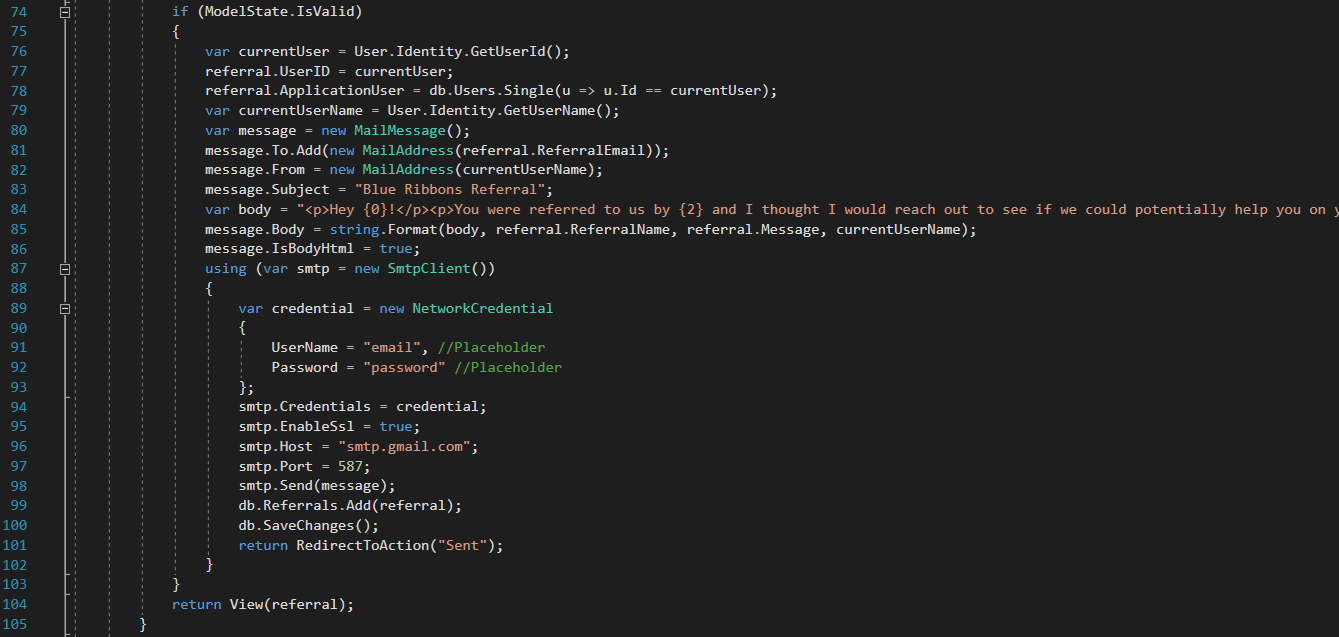 74 if (ModelState.IsValid)
75 {
76 var currentUser = User.Identity.GetUserId();
77 referral.UserID = currentUser;
78 referral.ApplicationUser = db.Users.Single(u => u.Id == currentUser);
79 var currentUserName = User.Identity.GetUserName();
80 var message = new MailMessage();
81 message.To.Add(new MailAddress(referral.ReferralEmail));
82 message.From = new MailAddress(currentUserName);
83 message.Subject = "Blue Ribbons Referral";
84 var body = "<p>Hey {0}!</p><p>You were referred to us by {2} and I thought I would reach out to see if we could potentially help you on y
85 message.Body = string.Format(body, referral.ReferralName, referral.Message, currentUserName);
86 message.IsBodyHtml = true;
87 using (var smtp = new SmtpClient())
88 {
89 var credential = new NetworkCredential
90 {
91 UserName = "email", //Placeholder
92 Password = "password" //Placeholder
93 };
94 smtp.Credentials = credential;
95 smtp.EnableSsl = true;
96 smtp.Host = "smtp.gmail.com";
97 smtp.Port = 587;
98 smtp.Send(message);
99 db.Referrals.Add(referral);
100 db.SaveChanges();
101 return RedirectToAction("Sent");
102 }
103 }
104 return View(referral);
105 }